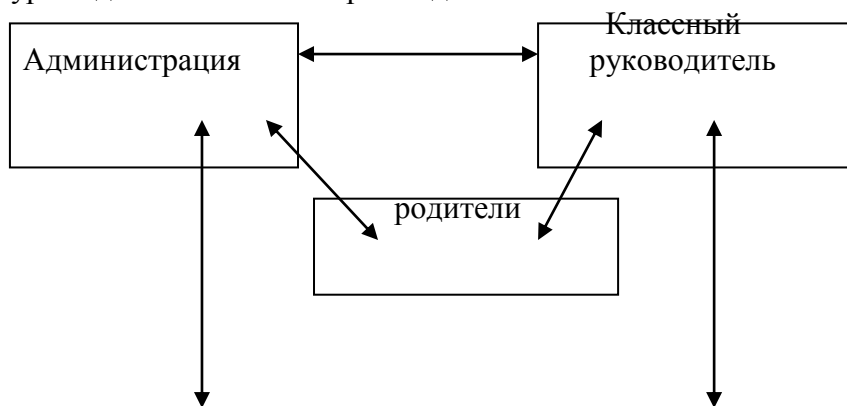 Классный
Администрация
руководитель
родители